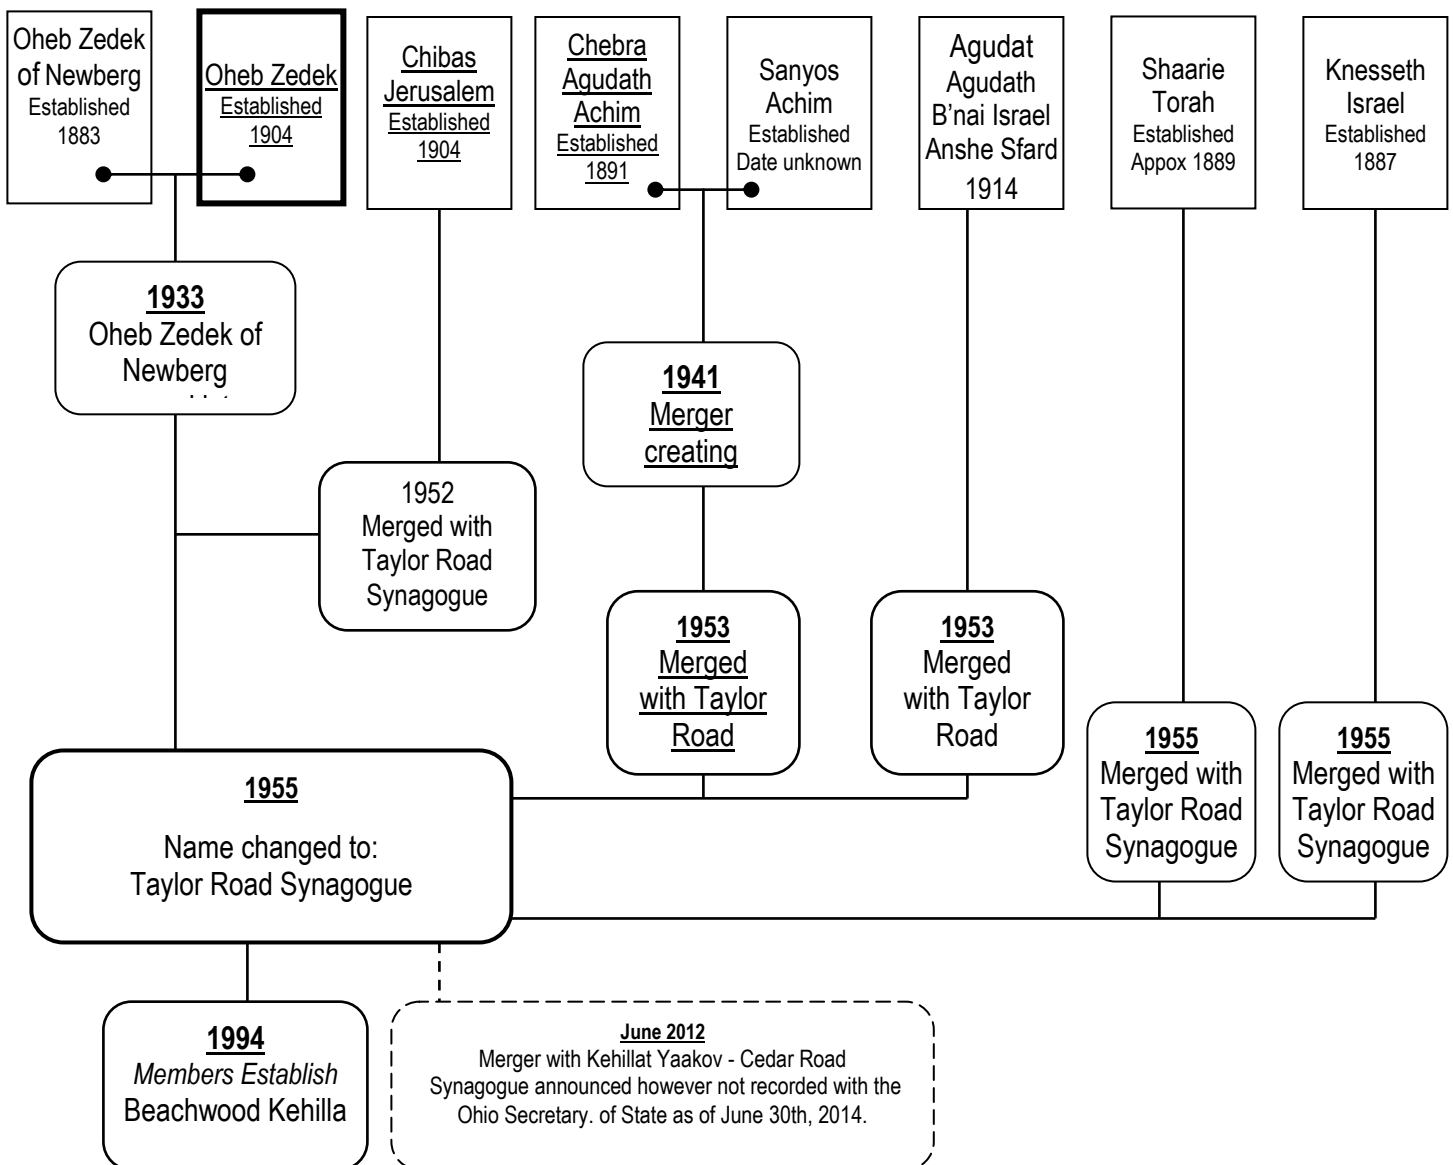 Oheb Zedek
of Newberg
Established
1883
Oheb Zedek
Established
1904
Chibas
Jerusalem
Established
1904
Chebra
Agudath
Achim
Established
1891
Sanyos
Achim
Established
Date unknown
Agudat
Agudath
B'nai Israel
Anshe Sfard
1914
Shaarie
Torah
Established
Appox 1889
Knesseth
Israel
Established
1887
1933
Oheb Zedek of
Newberg
1941
Merger
creating
1952
Merged with
Taylor Road
Synagogue
1953
Merged
with Taylor
Road
1953
Merged
with Taylor
Road
1955
Merged with
Taylor Road
Synagogue
1955
Merged with
Taylor Road
Synagogue
1955
Name changed to:
Taylor Road Synagogue
1994
Members Establish
Beachwood Kehilla
June 2012
Merger with Kehillat Yaakov - Cedar Road
Synagogue announced however not recorded with the
Ohio Secretary. of State as of June 30th, 2014.